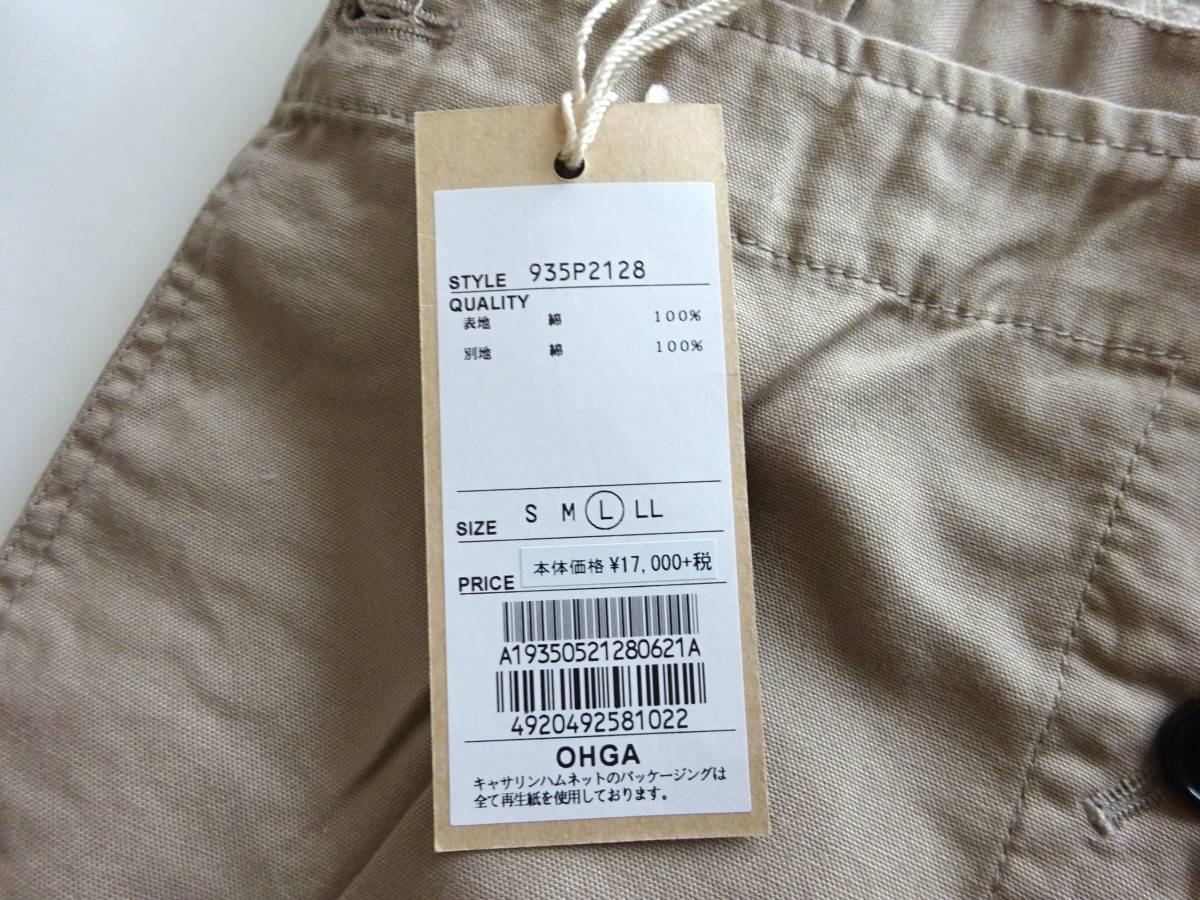 STYLE 935P2128
QUALITY
表地 綿 100%
別地 綿 100%
SIZE S M L LL
PRICE 本体価格 ¥17,000+税
A19350521280621A
4920492581022
OHGA
キャサリンハムネットのパッケージングは
全て再生紙を使用しております。